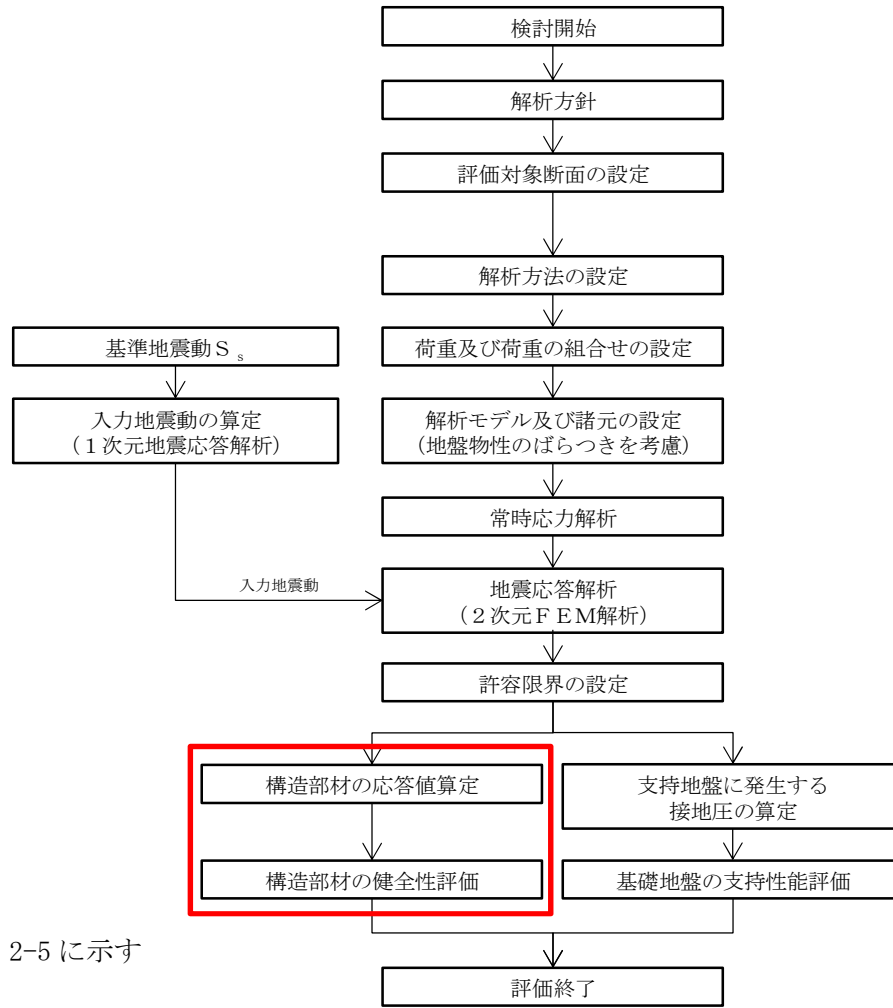 検討開始
解析方針
評価対象断面の設定
解析方法の設定
基準地震動Ｓs
荷重及び荷重の組合せの設定
入力地震動の算定
（１次元地震応答解析）
解析モデル及び諸元の設定
（地盤物性のばらつきを考慮）
常時応力解析
入力地震動
地震応答解析
（２次元ＦＥＭ解析）
許容限界の設定
構造部材の応答値算定
支持地盤に発生する
接地圧の算定
構造部材の健全性評価
基礎地盤の支持性能評価
2-5 に示す
評価終了